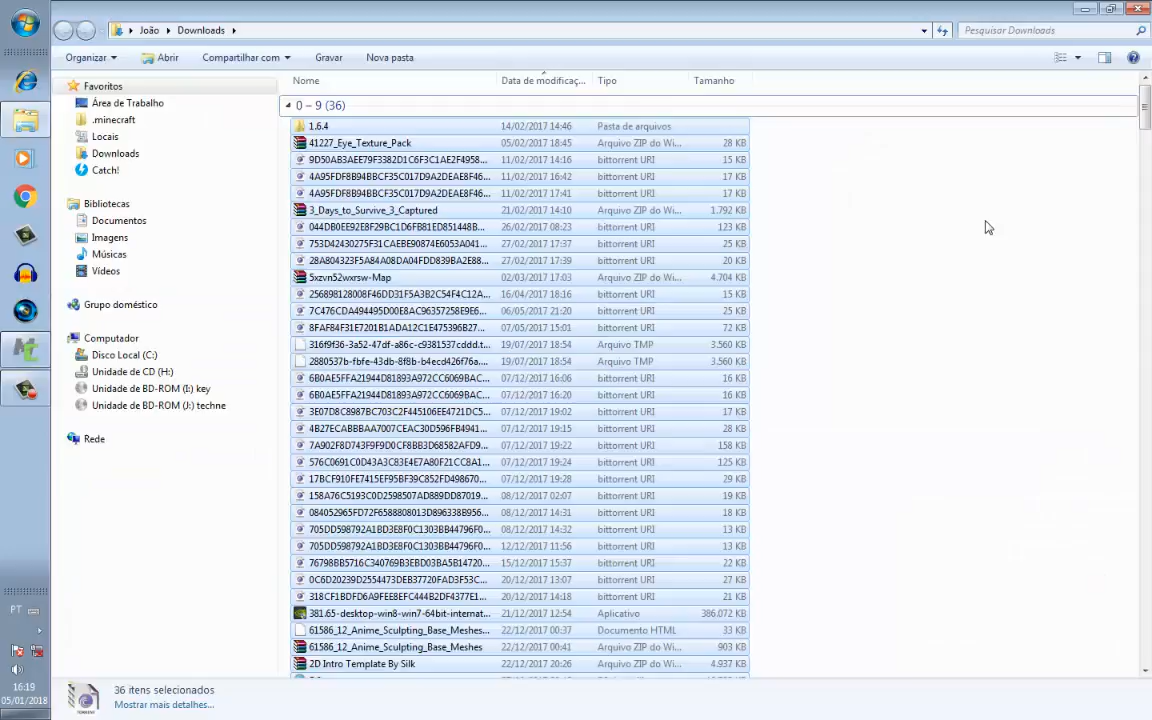 João ▸ Downloads ▸
Pesquisar Downloads
Organizar Abrir Compartilhar com Gravar Nova pasta
Favoritos
Área de Trabalho
.minecraft
Locais
Downloads
Catch!
Bibliotecas
Documentos
Imagens
Músicas
Vídeos
Grupo doméstico
Computador
Disco Local (C:)
Unidade de CD (H:)
Unidade de BD-ROM (I:) key
Unidade de BD-ROM (J:) techne
Rede
Nome Data de modificaç... Tipo Tamanho
0 – 9 (36)
1.6.4 14/02/2017 14:46 Pasta de arquivos
41227_Eye_Texture_Pack 05/02/2017 18:45 Arquivo ZIP do Wi... 28 KB
9D50AB3AEE79F3382D1C6F3C1AE2F4958... 11/02/2017 14:16 bittorrent URI 15 KB
4A95FDF8B94BBCF35C017D9A2DEAE8F46... 11/02/2017 16:42 bittorrent URI 17 KB
4A95FDF8B94BBCF35C017D9A2DEAE8F46... 11/02/2017 17:41 bittorrent URI 17 KB
3_Days_to_Survive_3_Captured 21/02/2017 14:10 Arquivo ZIP do Wi... 1.792 KB
044DB0EE92E8F29BC1D6FB81ED851448B... 26/02/2017 08:23 bittorrent URI 123 KB
753D42430275F31CAEBE90874E6053A041... 27/02/2017 17:37 bittorrent URI 25 KB
28A804323F5A84A08DA04FDD839BA2E88... 27/02/2017 17:39 bittorrent URI 20 KB
5xzvn52wxrsw-Map 02/03/2017 17:03 Arquivo ZIP do Wi... 4.704 KB
256898128008F46DD31F5A3B2C54F4C12A... 16/04/2017 18:16 bittorrent URI 15 KB
7C476CDA494495D00E8AC96357258E9E6... 06/05/2017 21:20 bittorrent URI 25 KB
8FAF84F31E7201B1ADA12C1E475396B27... 07/05/2017 15:01 bittorrent URI 72 KB
316f9f36-3a52-47df-a86c-c9381537cddd.t... 19/07/2017 18:54 Arquivo TMP 3.560 KB
2880537b-fbfe-43db-8f8b-b4ecd426f76a.... 19/07/2017 18:54 Arquivo TMP 3.560 KB
6B0AE5FFA21944D81893A972CC6069BAC... 07/12/2017 16:06 bittorrent URI 16 KB
6B0AE5FFA21944D81893A972CC6069BAC... 07/12/2017 16:20 bittorrent URI 16 KB
3E07D8C8987BC703C2F445106EE4721DC5... 07/12/2017 19:02 bittorrent URI 17 KB
4B27ECABBBAA7007CEAC30D596FB4941... 07/12/2017 19:15 bittorrent URI 28 KB
7A902F8D743F9F9D0CF8BB3D68582AFD9... 07/12/2017 19:22 bittorrent URI 158 KB
576C0691C0D43A3C83E4E7A80F21CC8A1... 07/12/2017 19:24 bittorrent URI 125 KB
17BCF910FE7415EF95BF39C852FD498670... 07/12/2017 19:28 bittorrent URI 29 KB
158A76C5193C0D2598507AD889DD87019... 08/12/2017 02:07 bittorrent URI 19 KB
084052965FD72F6588808013D896338B956... 08/12/2017 14:31 bittorrent URI 18 KB
705DD598792A1BD3E8F0C1303BB44796F0... 08/12/2017 14:32 bittorrent URI 13 KB
705DD598792A1BD3E8F0C1303BB44796F0... 12/12/2017 11:56 bittorrent URI 13 KB
76798BB5716C340769B3EBD03BA5B14720... 15/12/2017 15:37 bittorrent URI 22 KB
0C6D20239D2554473DEB37720FAD3F53C... 20/12/2017 13:07 bittorrent URI 27 KB
318CF1BDFD6A9FEE8EFC444B2DF4377E1... 20/12/2017 14:18 bittorrent URI 21 KB
381.65-desktop-win8-win7-64bit-internat... 21/12/2017 12:54 Aplicativo 386.072 KB
61586_12_Anime_Sculpting_Base_Meshes... 22/12/2017 00:37 Documento HTML 33 KB
61586_12_Anime_Sculpting_Base_Meshes 22/12/2017 00:41 Arquivo ZIP do Wi... 903 KB
2D Intro Template By Silk 22/12/2017 20:26 Arquivo ZIP do Wi... 4.937 KB
36 itens selecionados
Mostrar mais detalhes...
PT
16:19
05/01/2018